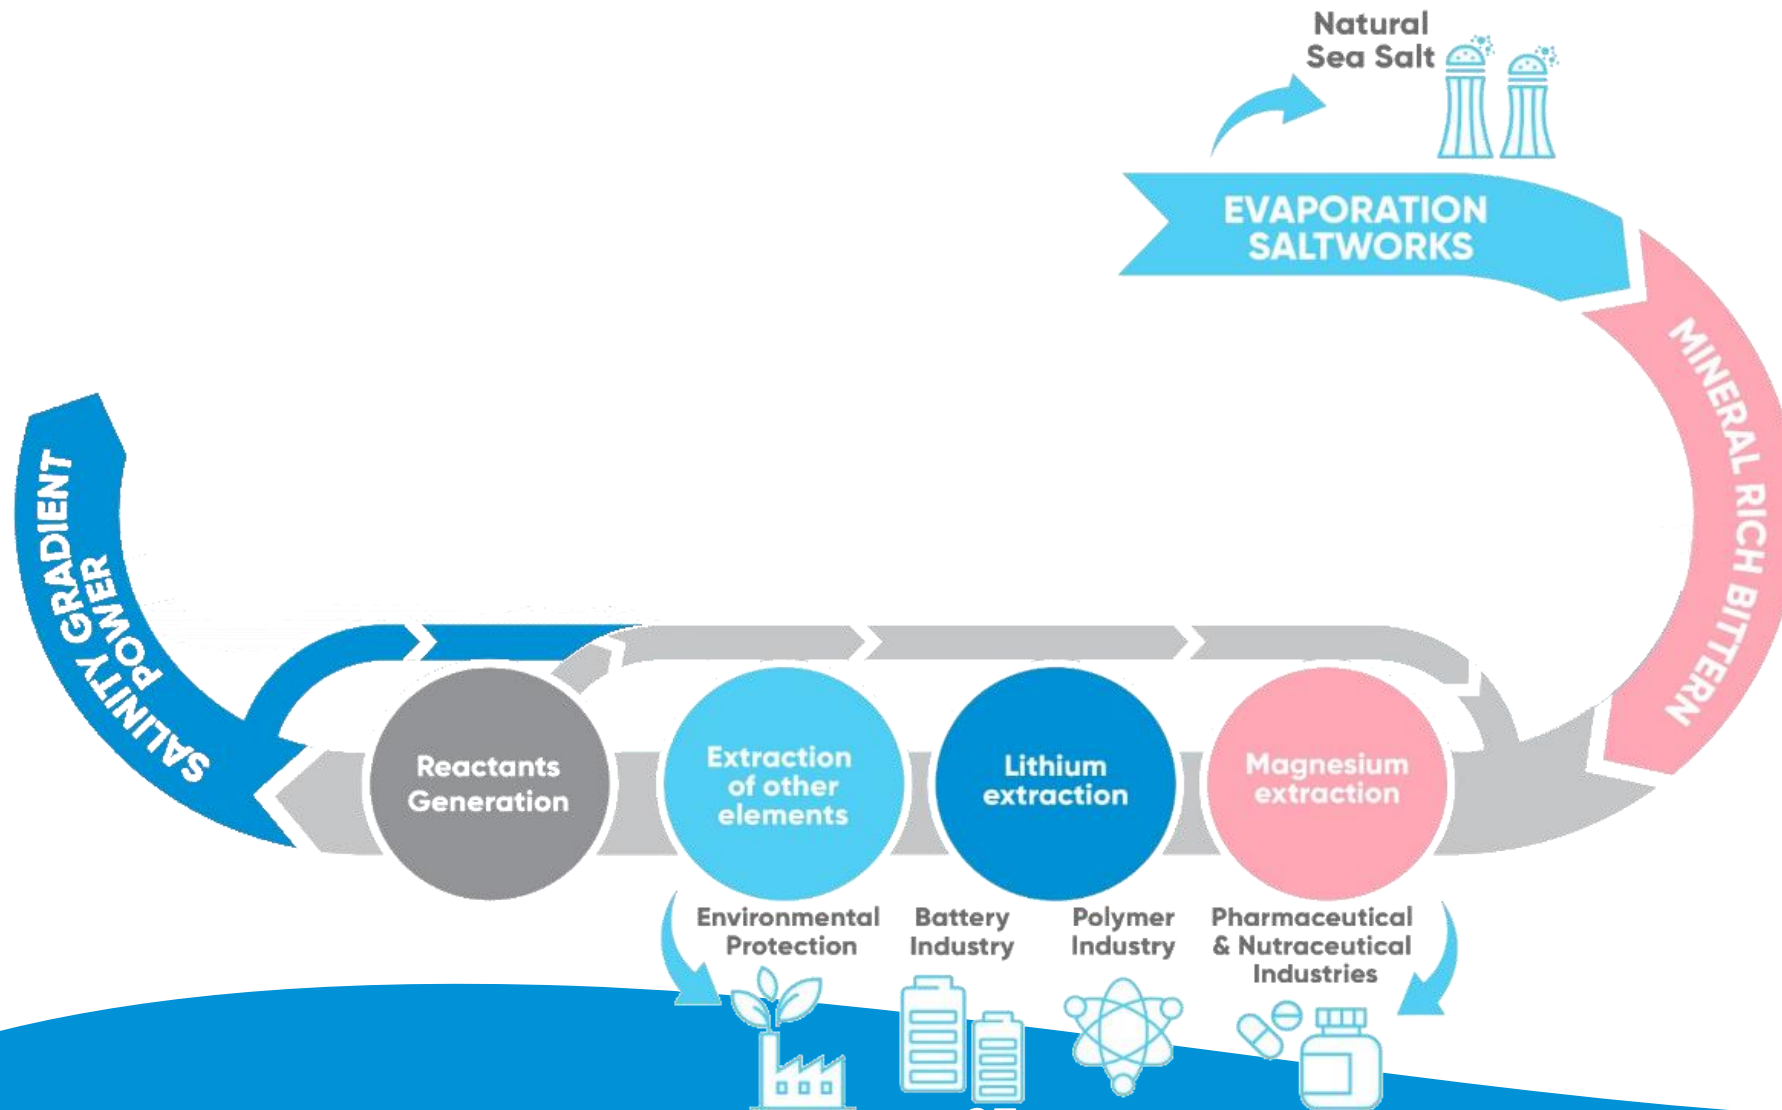 Natural
Sea Salt
EVAPORATION
SALTWORKS
MINERAL RICH BITTERN
SALINITY GRADIENT
POWER
Reactants
Generation
Extraction
of other
elements
Lithium
extraction
Magnesium
extraction
Environmental
Protection
Battery
Industry
Polymer
Industry
Pharmaceutical
& Nutraceutical
Industries